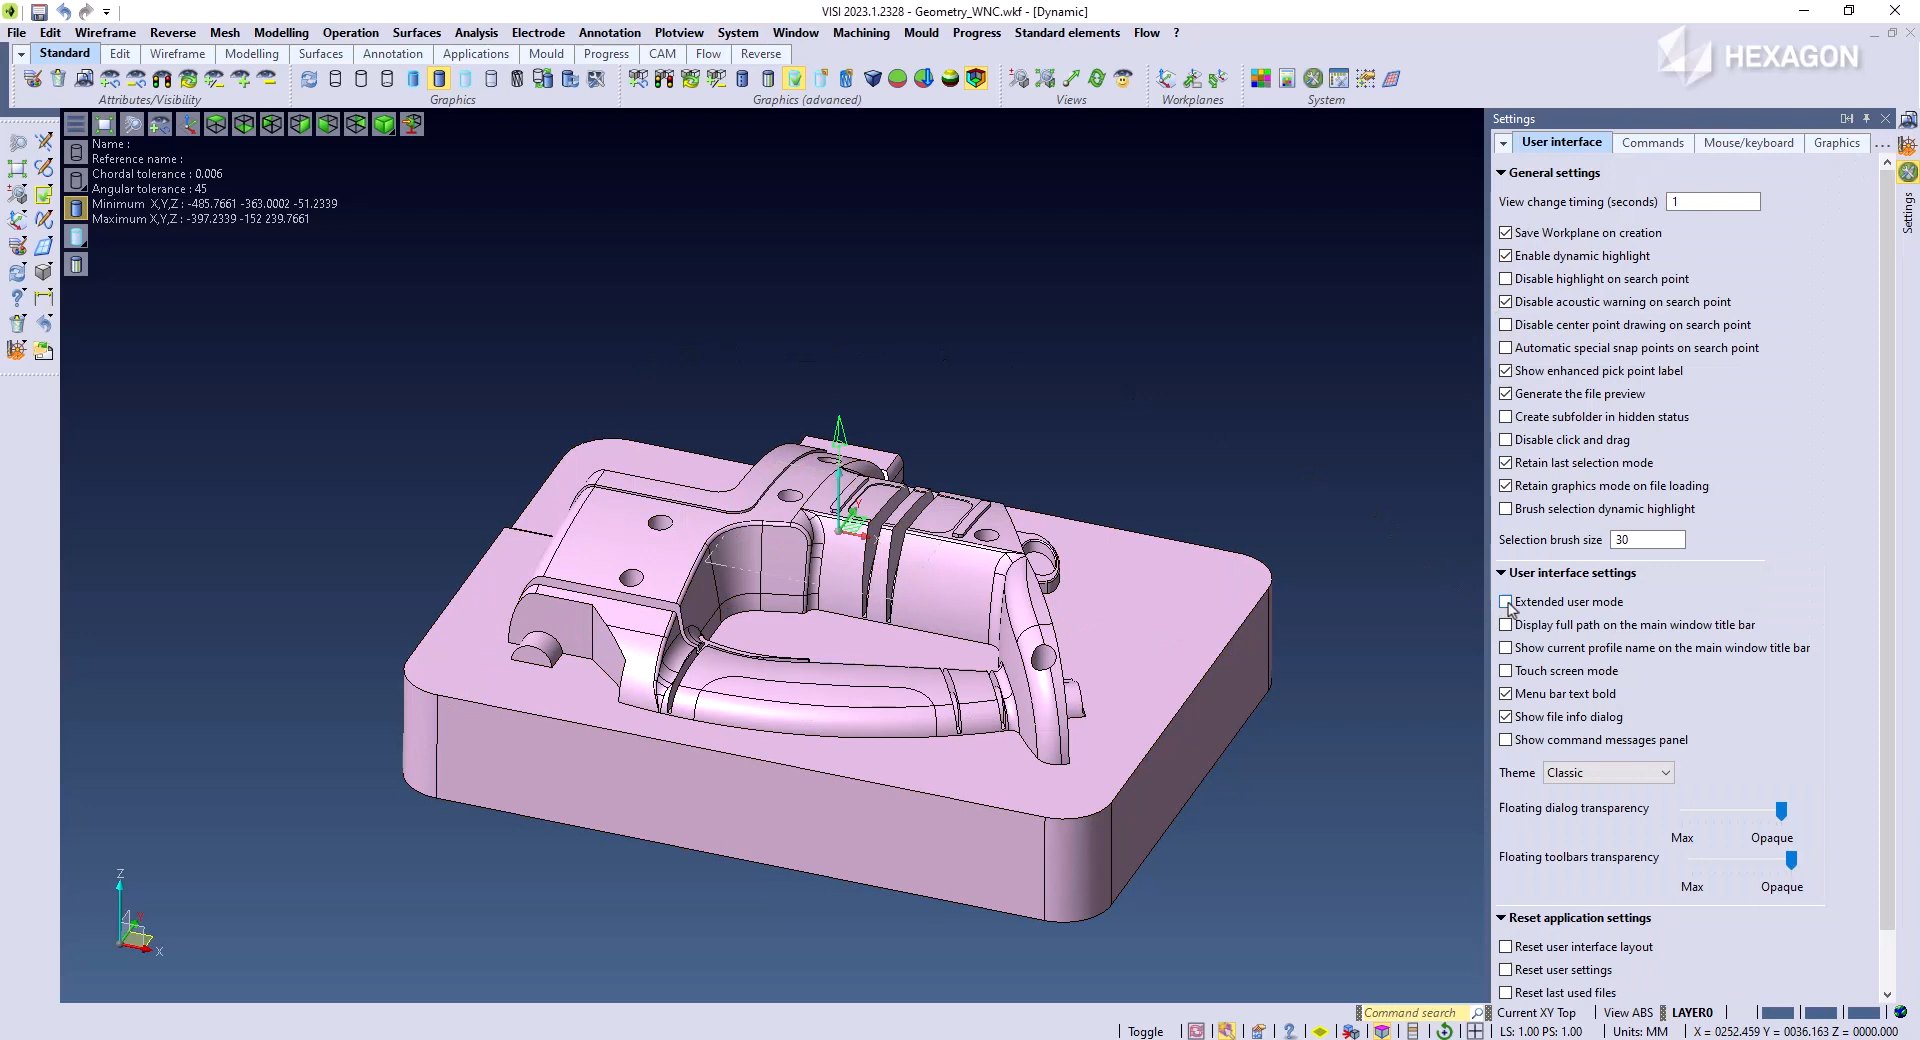 VISI 2023.1.2328 - Geometry_WNC.wkf - [Dynamic]
File Edit Wireframe Reverse Mesh Modelling Operation Surfaces Analysis Electrode Annotation Plotview System Window Machining Mould Progress Standard elements Flow ?
Standard Edit Wireframe Modelling Surfaces Annotation Applications Mould Progress CAM Flow Reverse
HEXAGON
Attributes/Visibility Graphics Graphics (advanced) Views Workplanes System
Settings
User interface Commands Mouse/keyboard Graphics ...
Name :
Reference name :
Chordal tolerance : 0.006
Angular tolerance : 45
Minimum X,Y,Z : -485.7661 -363.0002 -51.2339
Maximum X,Y,Z : -397.2339 -152 239.7661
General settings
View change timing (seconds) 1
Save Workplane on creation
Enable dynamic highlight
Disable highlight on search point
Disable acoustic warning on search point
Disable center point drawing on search point
Automatic special snap points on search point
Show enhanced pick point label
Generate the file preview
Create subfolder in hidden status
Disable click and drag
Retain last selection mode
Retain graphics mode on file loading
Brush selection dynamic highlight
Selection brush size 30
User interface settings
Extended user mode
Display full path on the main window title bar
Show current profile name on the main window title bar
Touch screen mode
Menu bar text bold
Show file info dialog
Show command messages panel
Theme Classic
Floating dialog transparency
Max Opaque
Floating toolbars transparency
Max Opaque
Reset application settings
Reset user interface layout
Reset user settings
Reset last used files
Settings
Y
Z
Y
X
Command search Current XY Top View ABS LAYER0
Toggle LS: 1.00 PS: 1.00 Units: MM X = 0252.459 Y = 0036.163 Z = 0000.000